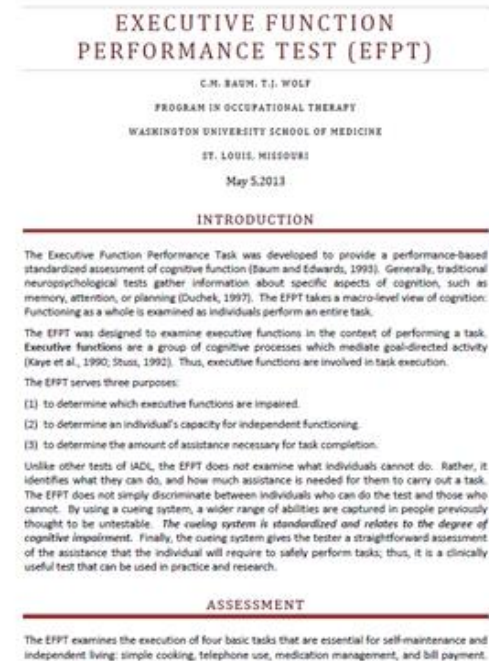 EXECUTIVE FUNCTION
PERFORMANCE TEST (EFPT)
C.M. BAUM, T.J. WOLF
PROGRAM IN OCCUPATIONAL THERAPY
WASHINGTON UNIVERSITY SCHOOL OF MEDICINE
ST. LOUIS, MISSOURI
May 5,2013
INTRODUCTION
The Executive Function Performance Task was developed to provide a performance-based
standardized assessment of cognitive function (Baum and Edwards, 1993). Generally, traditional
neuropsychological tests gather information about specific aspects of cognition, such as
memory, attention, or planning (Duchek, 1997). The EFPT takes a macro-level view of cognition:
Functioning as a whole is examined as individuals perform an entire task.
The EFPT was designed to examine executive functions in the context of performing a task.
Executive functions are a group of cognitive processes which mediate goal-directed activity
(Kaye et al., 1990; Stuss, 1992). Thus, executive functions are involved in task execution.
The EFPT serves three purposes:
(1) to determine which executive functions are impaired.
(2) to determine an individual's capacity for independent functioning.
(3) to determine the amount of assistance necessary for task completion.
Unlike other tests of IADL, the EFPT does not examine what individuals cannot do. Rather, it
identifies what they can do, and how much assistance is needed for them to carry out a task.
The EFPT does not simply discriminate between individuals who can do the test and those who
cannot. By using a cueing system, a wider range of abilities are captured in people previously
thought to be untestable. The cueing system is standardized and relates to the degree of
cognitive impairment. Finally, the cueing system gives the tester a straightforward assessment
of the assistance that the individual will require to safely perform tasks; thus, it is a clinically
useful test that can be used in practice and research.
ASSESSMENT
The EFPT examines the execution of four basic tasks that are essential for self-maintenance and
independent living: simple cooking, telephone use, medication management, and bill payment.